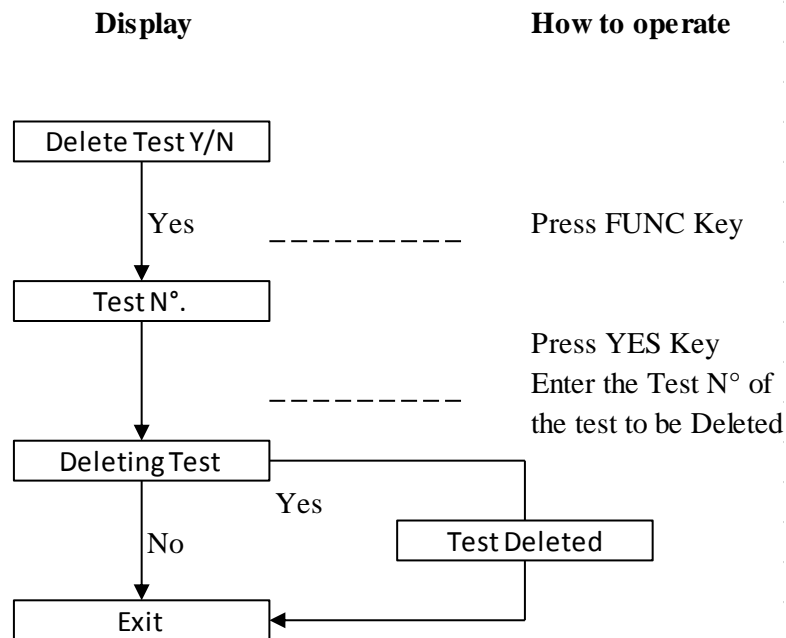 Display
How to operate
Delete Test Y/N
Yes
Press FUNC Key
Test N°.
Press YES Key
Enter the Test N° of
the test to be Deleted
Deleting Test
Yes
No
Test Deleted
Exit